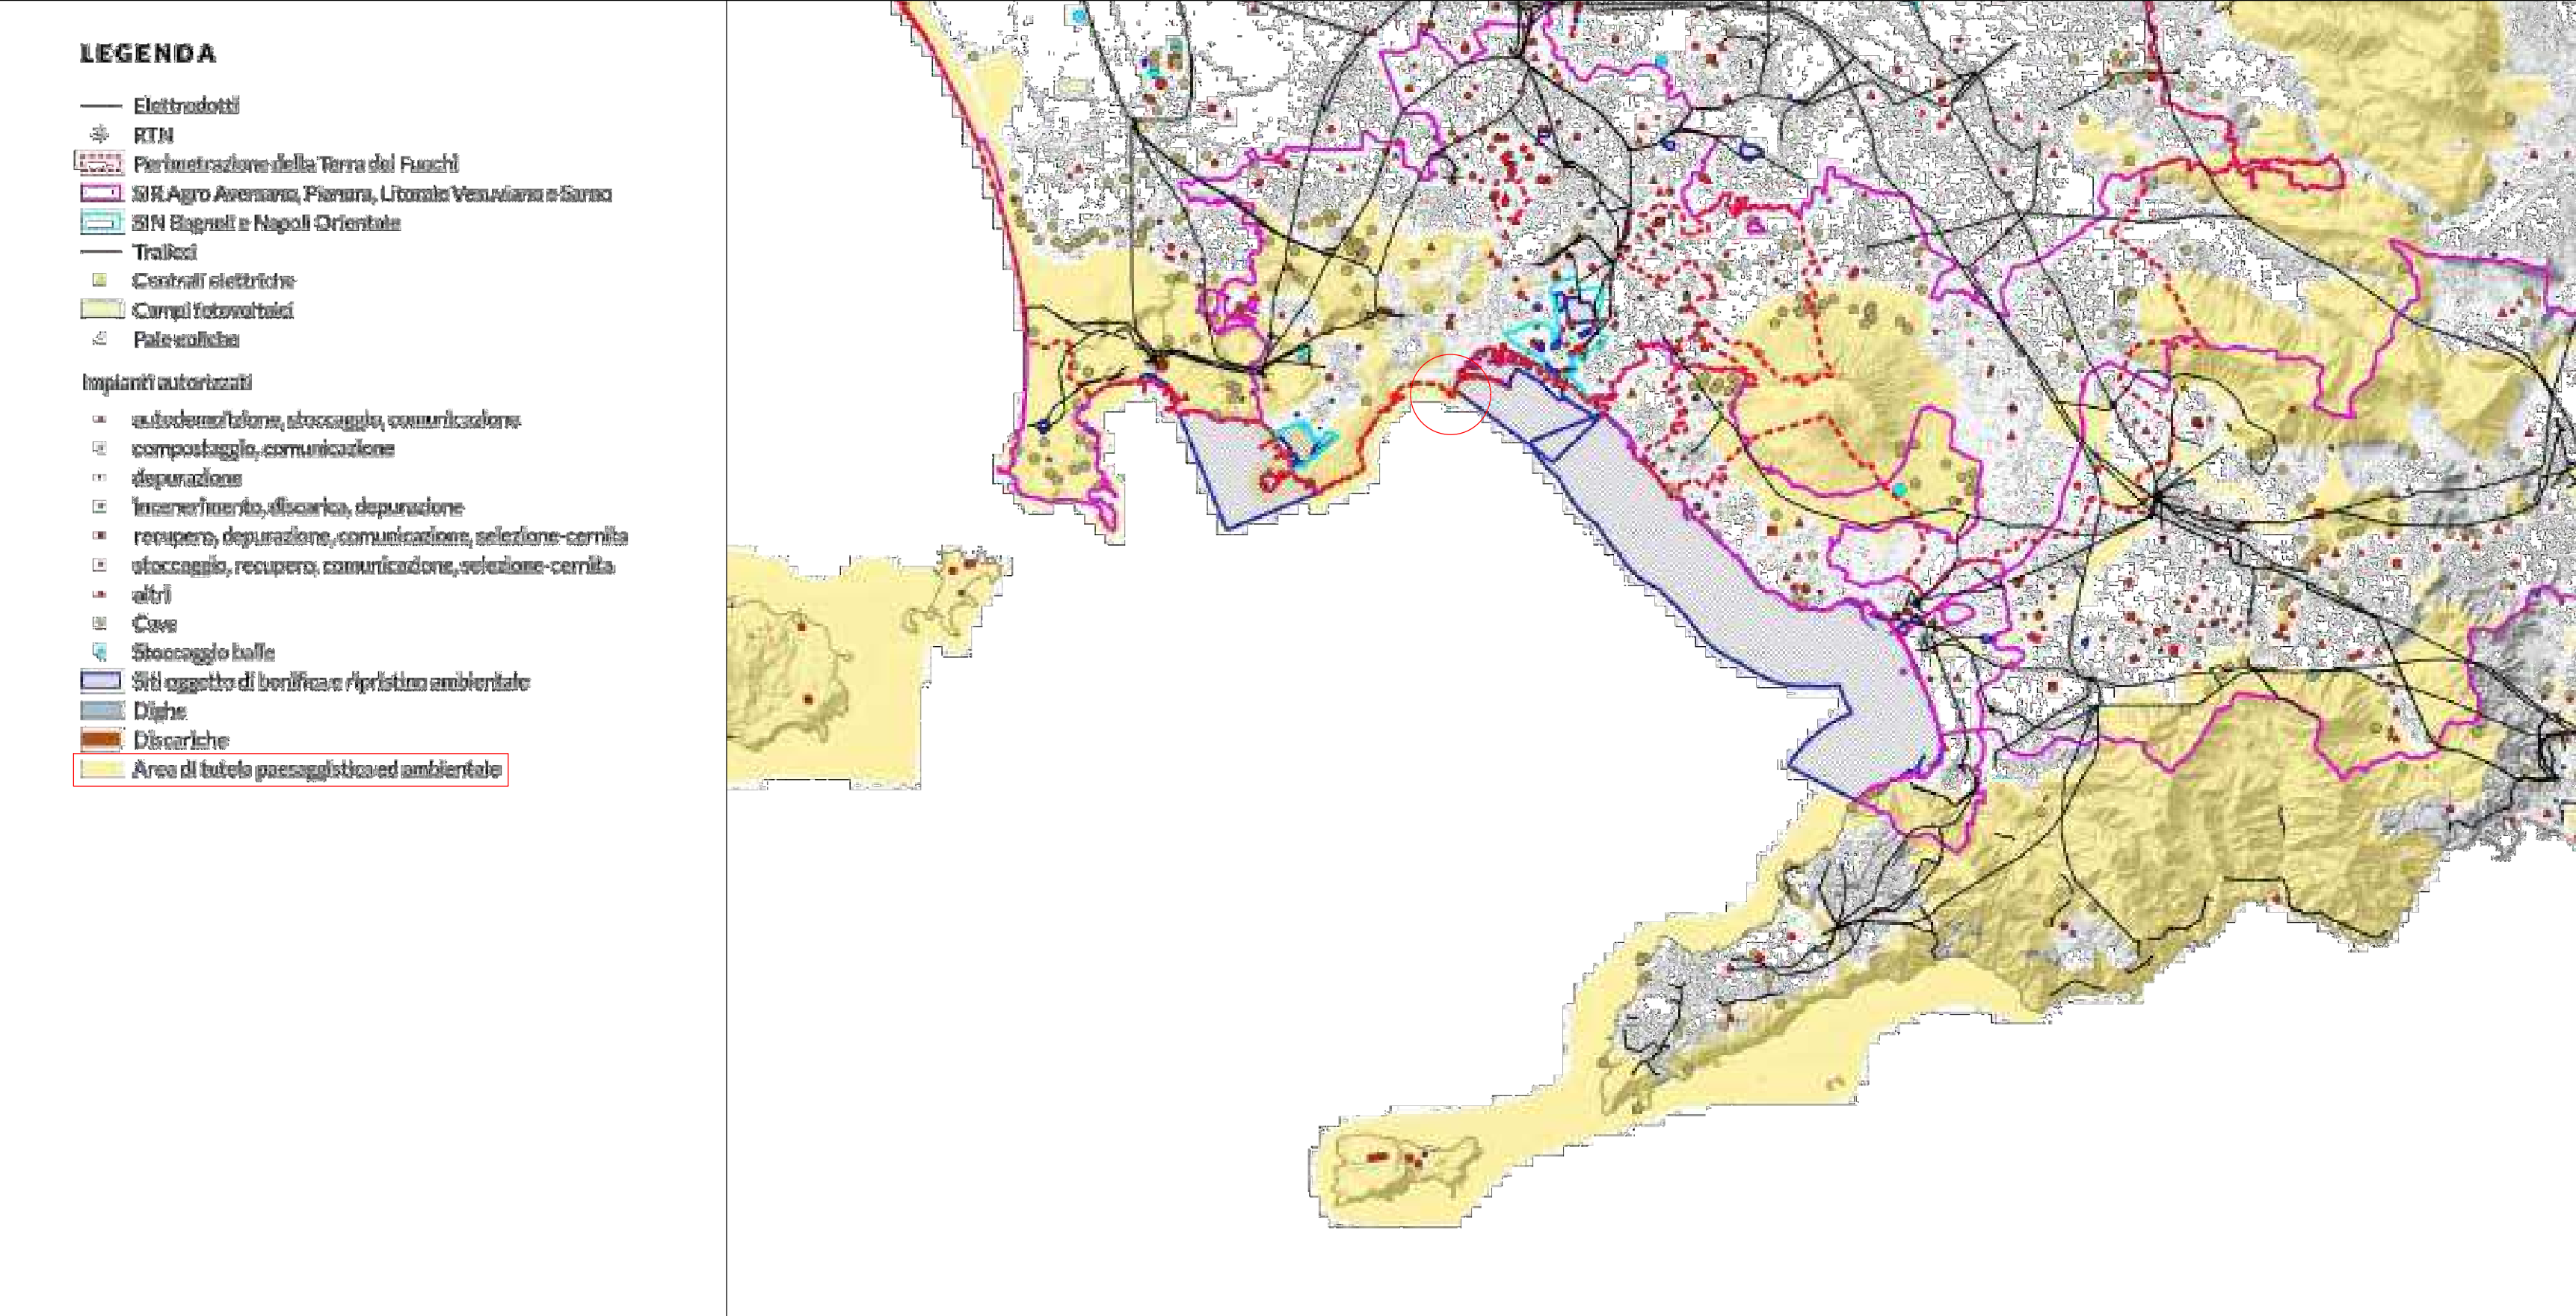 LEGENDA
Elettrodotti
RTN
Perimetrazione della Terra dei Fuochi
SIR Agro Aversano, Pianura, Litorale Vesuviano e Sarno
SIN Bagnoli e Napoli Orientale
Tralicci
Centrali elettriche
Campi fotovoltaici
Pale eoliche
Impianti autorizzati
autodemolizione, stoccaggio, comunicazione
compostaggio, comunicazione
depurazione
incenerimento, discarica, depurazione
recupero, depurazione, comunicazione, selezione-cernita
stoccaggio, recupero, comunicazione, selezione-cernita
altri
Cave
Stoccaggio balle
Siti oggetto di bonifica e ripristino ambientale
Dighe
Discariche
Area di tutela paesaggistica ed ambientale